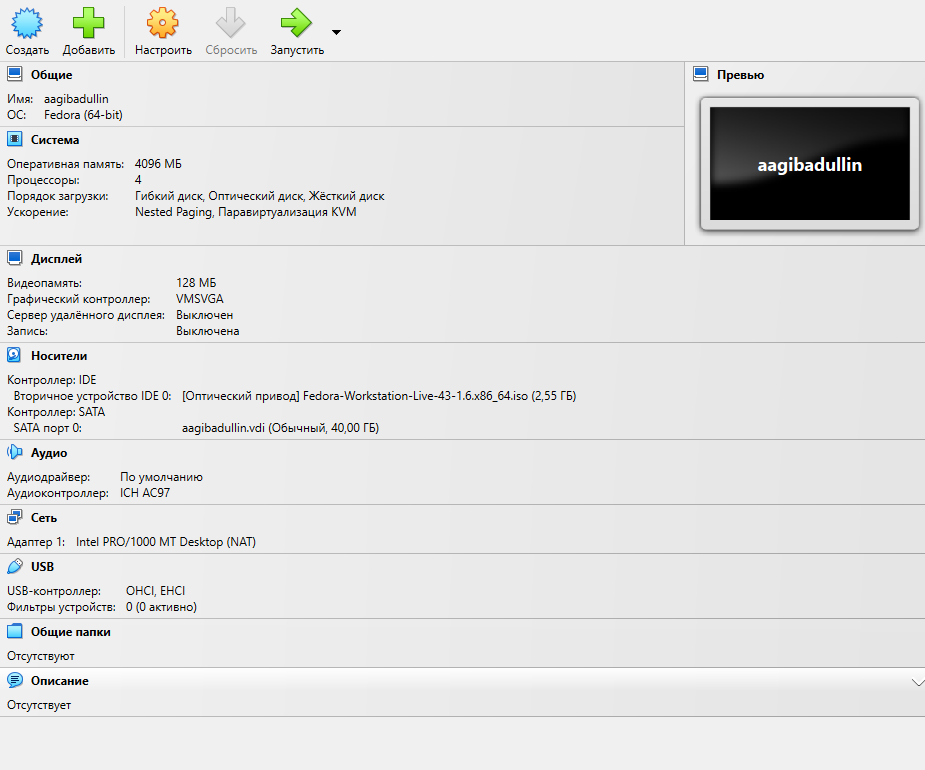 Создать Добавить Настроить Сбросить Запустить
Общие
Имя: aagibadullin
ОС: Fedora (64-bit)
Превью
aagibadullin
Система
Оперативная память: 4096 МБ
Процессоры: 4
Порядок загрузки: Гибкий диск, Оптический диск, Жёсткий диск
Ускорение: Nested Paging, Паравиртуализация KVM
Дисплей
Видеопамять: 128 МБ
Графический контроллер: VMSVGA
Сервер удалённого дисплея: Выключен
Запись: Выключена
Носители
Контроллер: IDE
Вторичное устройство IDE 0: [Оптический привод] Fedora-Workstation-Live-43-1.6.x86_64.iso (2,55 ГБ)
Контроллер: SATA
SATA порт 0: aagibadullin.vdi (Обычный, 40,00 ГБ)
Аудио
Аудиодрайвер: По умолчанию
Аудиоконтроллер: ICH AC97
Сеть
Адаптер 1: Intel PRO/1000 MT Desktop (NAT)
USB
USB-контроллер: OHCI, EHCI
Фильтры устройств: 0 (0 активно)
Общие папки
Отсутствуют
Описание
Отсутствует